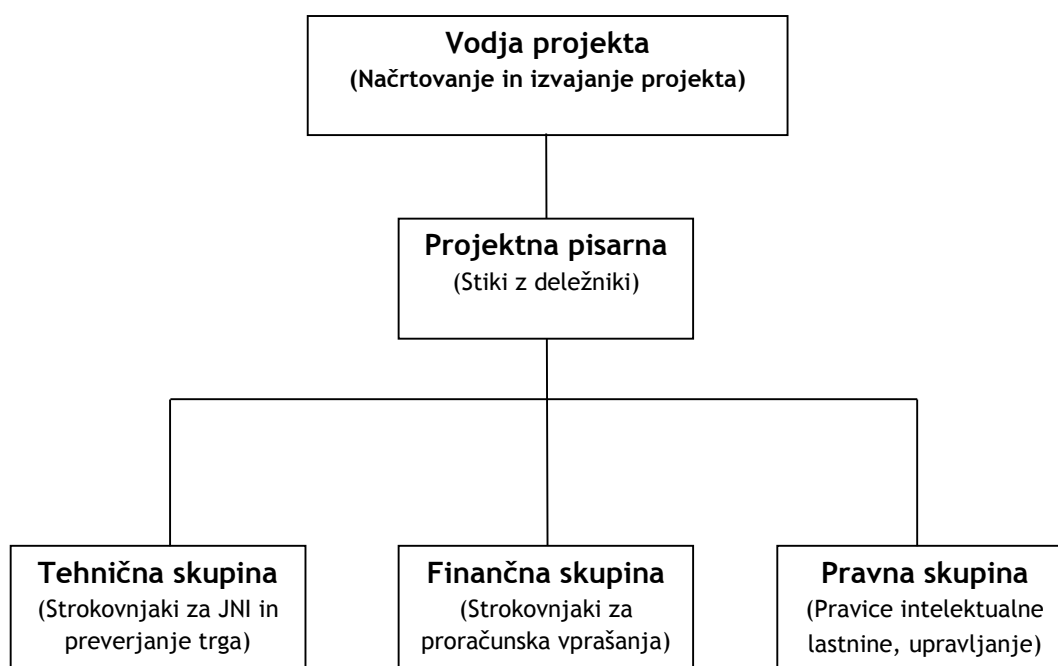 Vodja projekta
(Načrtovanje in izvajanje projekta)
Projektna pisarna
(Stiki z deležniki)
Tehnična skupina
(Strokovnjaki za JNI in
preverjanje trga)
Finančna skupina
(Strokovnjaki za
proračunska vprašanja)
Pravna skupina
(Pravice intelektualne
lastnine, upravljanje)